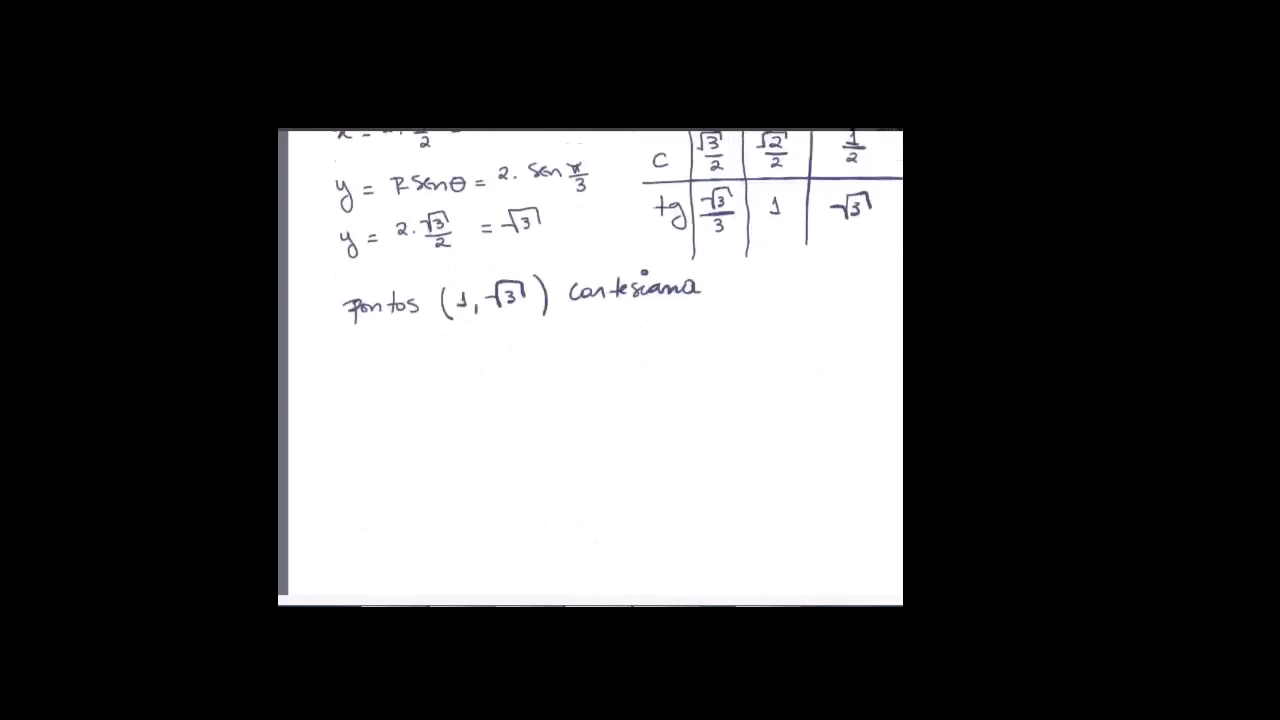 y = R Sen θ = 2. Sen π/3
y = 2. √3/2 = √3
pontos (1, √3) cartesiana
C | √3/2 | √2/2 | 1/2
tg | √3/3 | 1 | √3